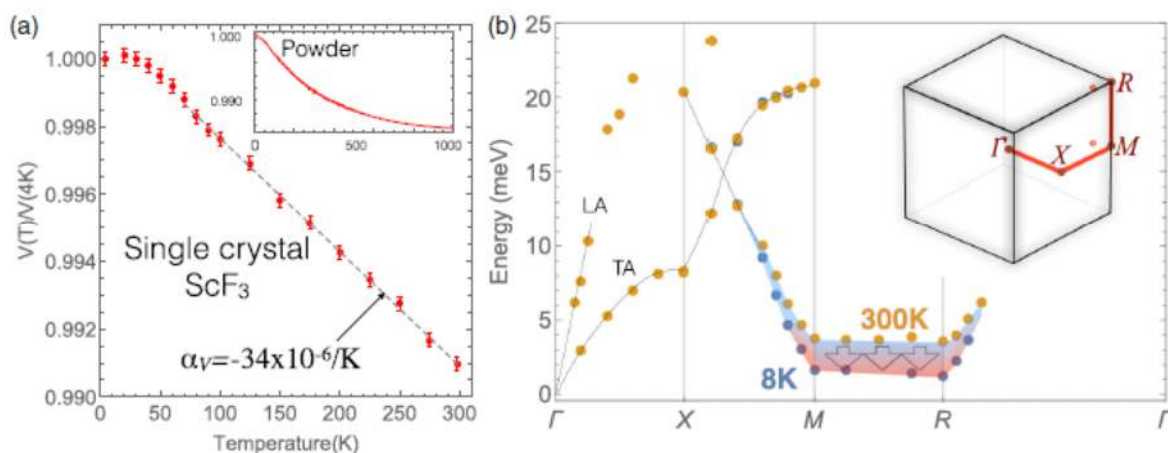 (a)
1.000
0.998
0.996
0.994
0.992
0.990
V(T)/V(4K)
0 50 100 150 200 250 300
Temperature(K)
Single crystal
ScF₃
αV=-34x10⁻⁶/K
Powder
1.000
0.990
0 500 1000
(b)
25
20
15
10
5
0
Energy (meV)
LA
TA
300K
8K
Γ X M R Γ
R
Γ X M